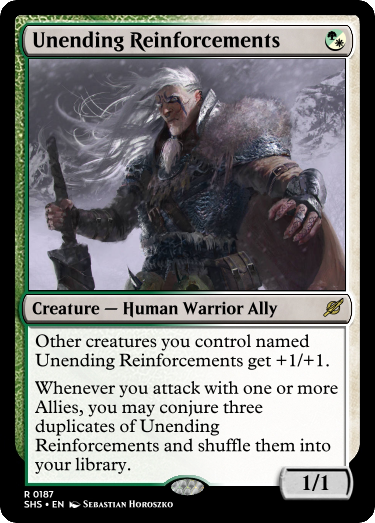 Unending Reinforcements
Creature — Human Warrior Ally
Other creatures you control named
Unending Reinforcements get +1/+1.
Whenever you attack with one or more
Allies, you may conjure three
duplicates of Unending
Reinforcements and shuffle them into
your library.
1/1
R 0187
SHS • EN Sebastian Horoszko